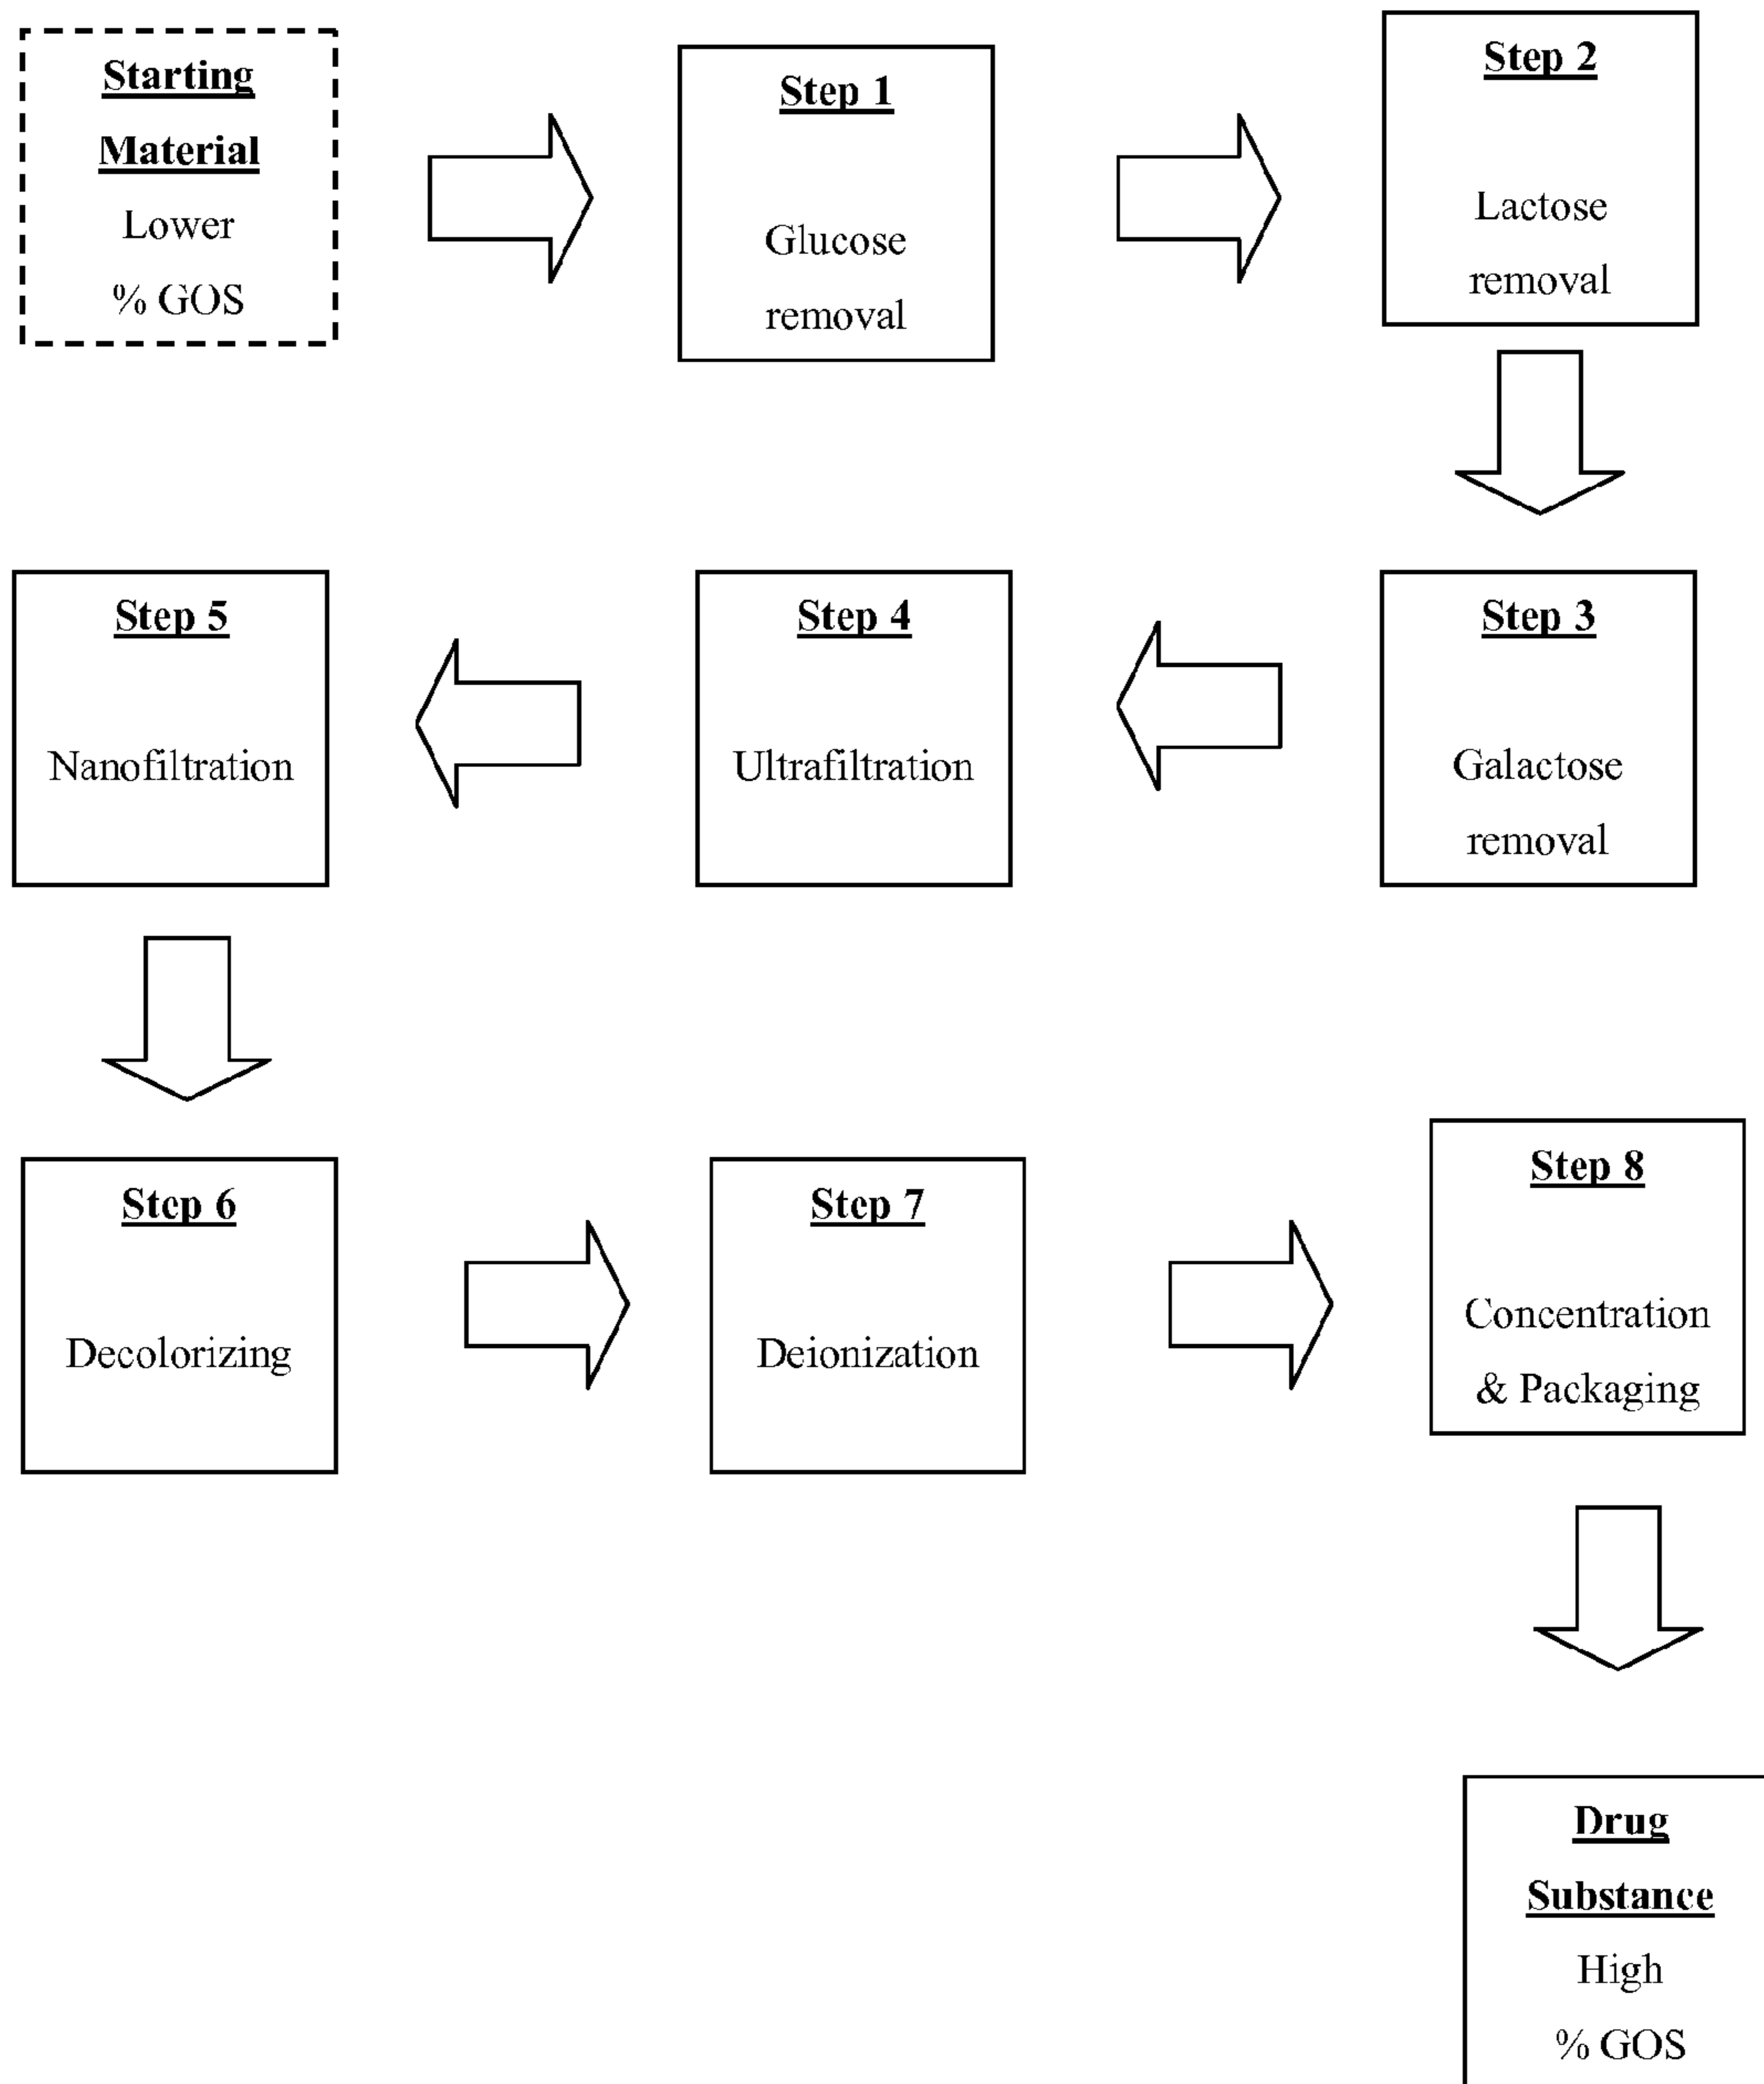 Starting
Material
Lower
% GOS
Step 1
Glucose
removal
Step 2
Lactose
removal
Step 3
Galactose
removal
Step 4
Ultrafiltration
Step 5
Nanofiltration
Step 6
Decolorizing
Step 7
Deionization
Step 8
Concentration
& Packaging
Drug
Substance
High
% GOS